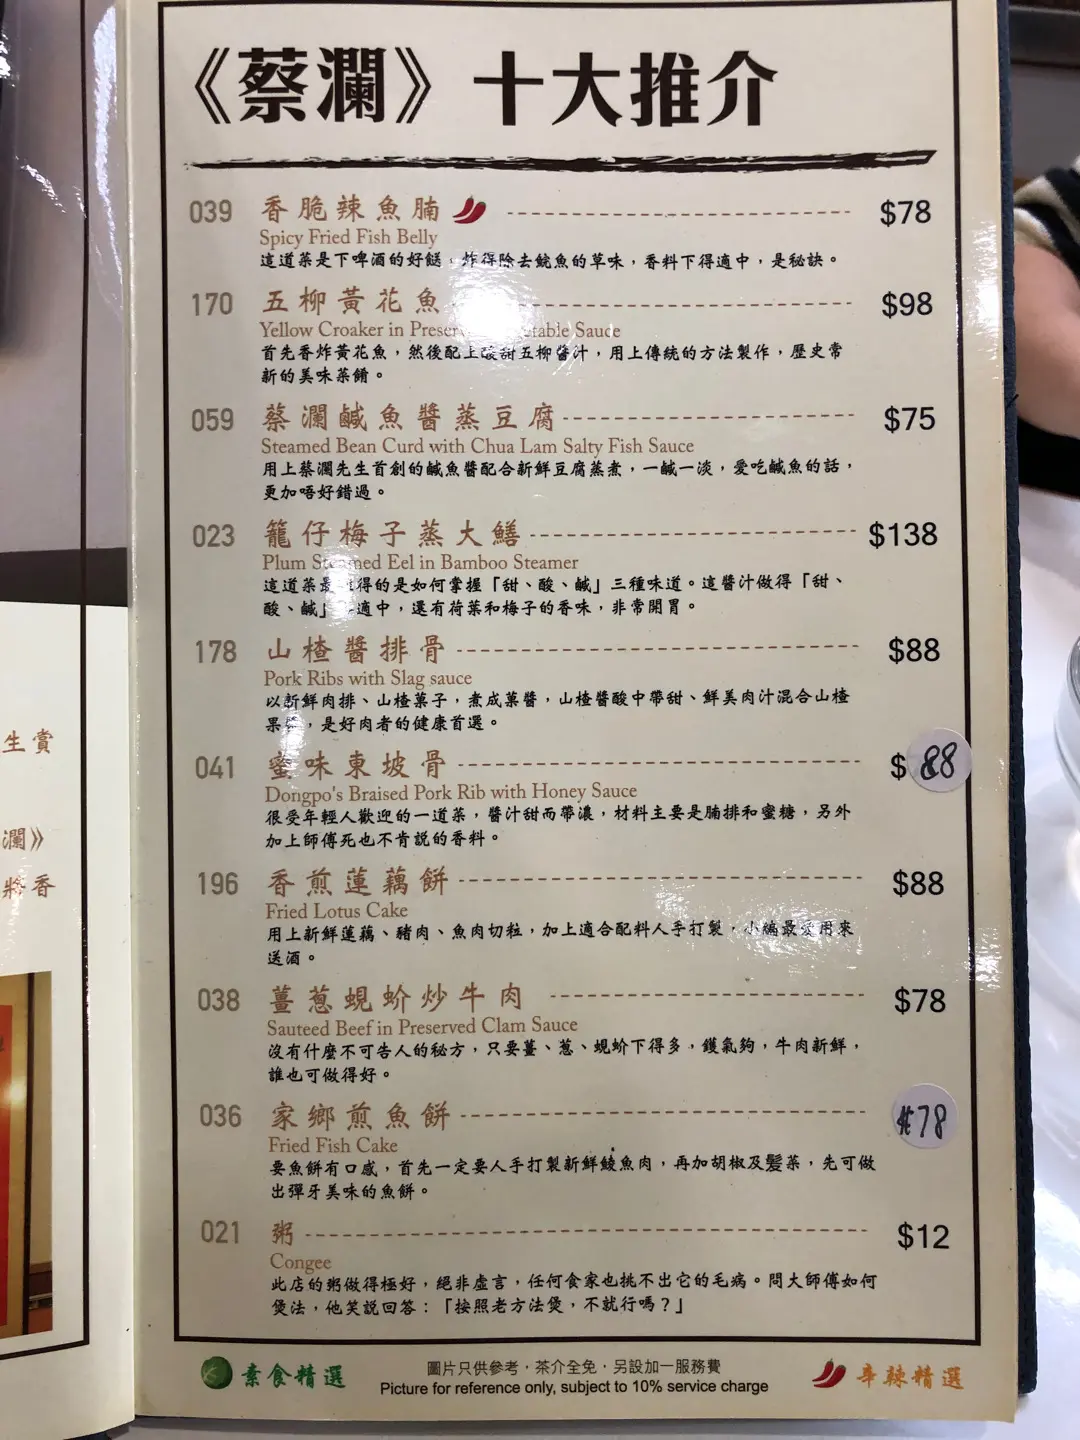 《蔡瀾》十大推介
039 香脆辣魚腩 $78
Spicy Fried Fish Belly
這道菜是下啤酒的好餸，炸得除去鯇魚的草味，香料下得適中，是秘訣。
170 五柳黃花魚 $98
Yellow Croaker in Sauce
首先香炸黃花魚，然後配上酸甜五柳醬汁，用上傳統的方法製作，歷史常
新的美味菜餚。
059 蔡瀾鹹魚醬蒸豆腐 $75
Steamed Bean Curd with Chua Lam Salty Fish Sauce
用上蔡瀾先生首創的鹹魚醬配合新鮮豆腐蒸煮，一鹹一淡，愛吃鹹魚的話，
更加唔好錯過。
023 籠仔梅子蒸大鱔 $138
Plum Steamed Eel in Bamboo Steamer
這道菜最得的是如何掌握「甜、酸、鹹」三種味道。這醬汁做得「甜、
酸、鹹」適中，還有荷葉和梅子的香味，非常開胃。
178 山楂醬排骨 $88
Pork Ribs with Slag sauce
以新鮮肉排、山楂菓子，煮成菓醬，山楂醬酸中帶甜、鮮美肉汁混合山楂
果，是好肉者的健康首選。
041 蜜味東坡骨 $88
Dongpo's Braised Pork Rib with Honey Sauce
很受年輕人歡迎的一道菜，醬汁甜而帶濃，材料主要是腩排和蜜糖，另外
加上師傅死也不肯説的香料。
196 香煎蓮藕餅 $88
Fried Lotus Cake
用上新鮮蓮藕、豬肉、魚肉切粒，加上適合配料人手打製，小編最愛用來
送酒。
038 薑蔥蜆蚧炒牛肉 $78
Sauteed Beef in Preserved Clam Sauce
沒有什麼不可告人的秘方，只要薑、蔥、蜆蚧下得多，鑊氣夠，牛肉新鮮，
誰也可做得好。
036 家鄉煎魚餅 $78
Fried Fish Cake
要魚餅有口感，首先一定要人手打製新鮮鯪魚肉，再加胡椒及髪菜，先可做
出彈牙美味的魚餅。
021 粥 $12
Congee
此店的粥做得極好，絕非虛言，任何食家也挑不出它的毛病。問大師傅如何
煲法，他笑説回答：「按照老方法煲，不就行嗎？」
素食精選
圖片只供參考，茶介全免，另設加一服務費
Picture for reference only, subject to 10% service charge
辛辣精選
生賞
瀾》
將香